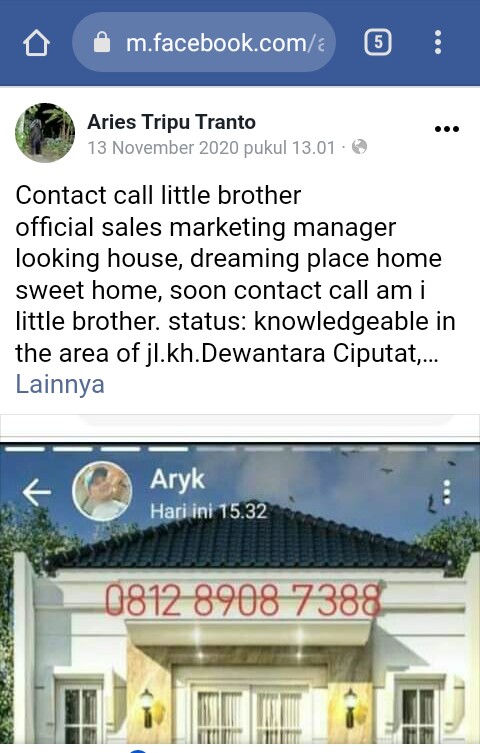 m.facebook.com/
5
Aries Tripu Tranto
13 November 2020 pukul 13.01 ·
Contact call little brother
official sales marketing manager
looking house, dreaming place home
sweet home, soon contact call am i
little brother. status: knowledgeable in
the area of jl.kh.Dewantara Ciputat,...
Lainnya
Aryk
Hari ini 15.32
0812 8908 7388